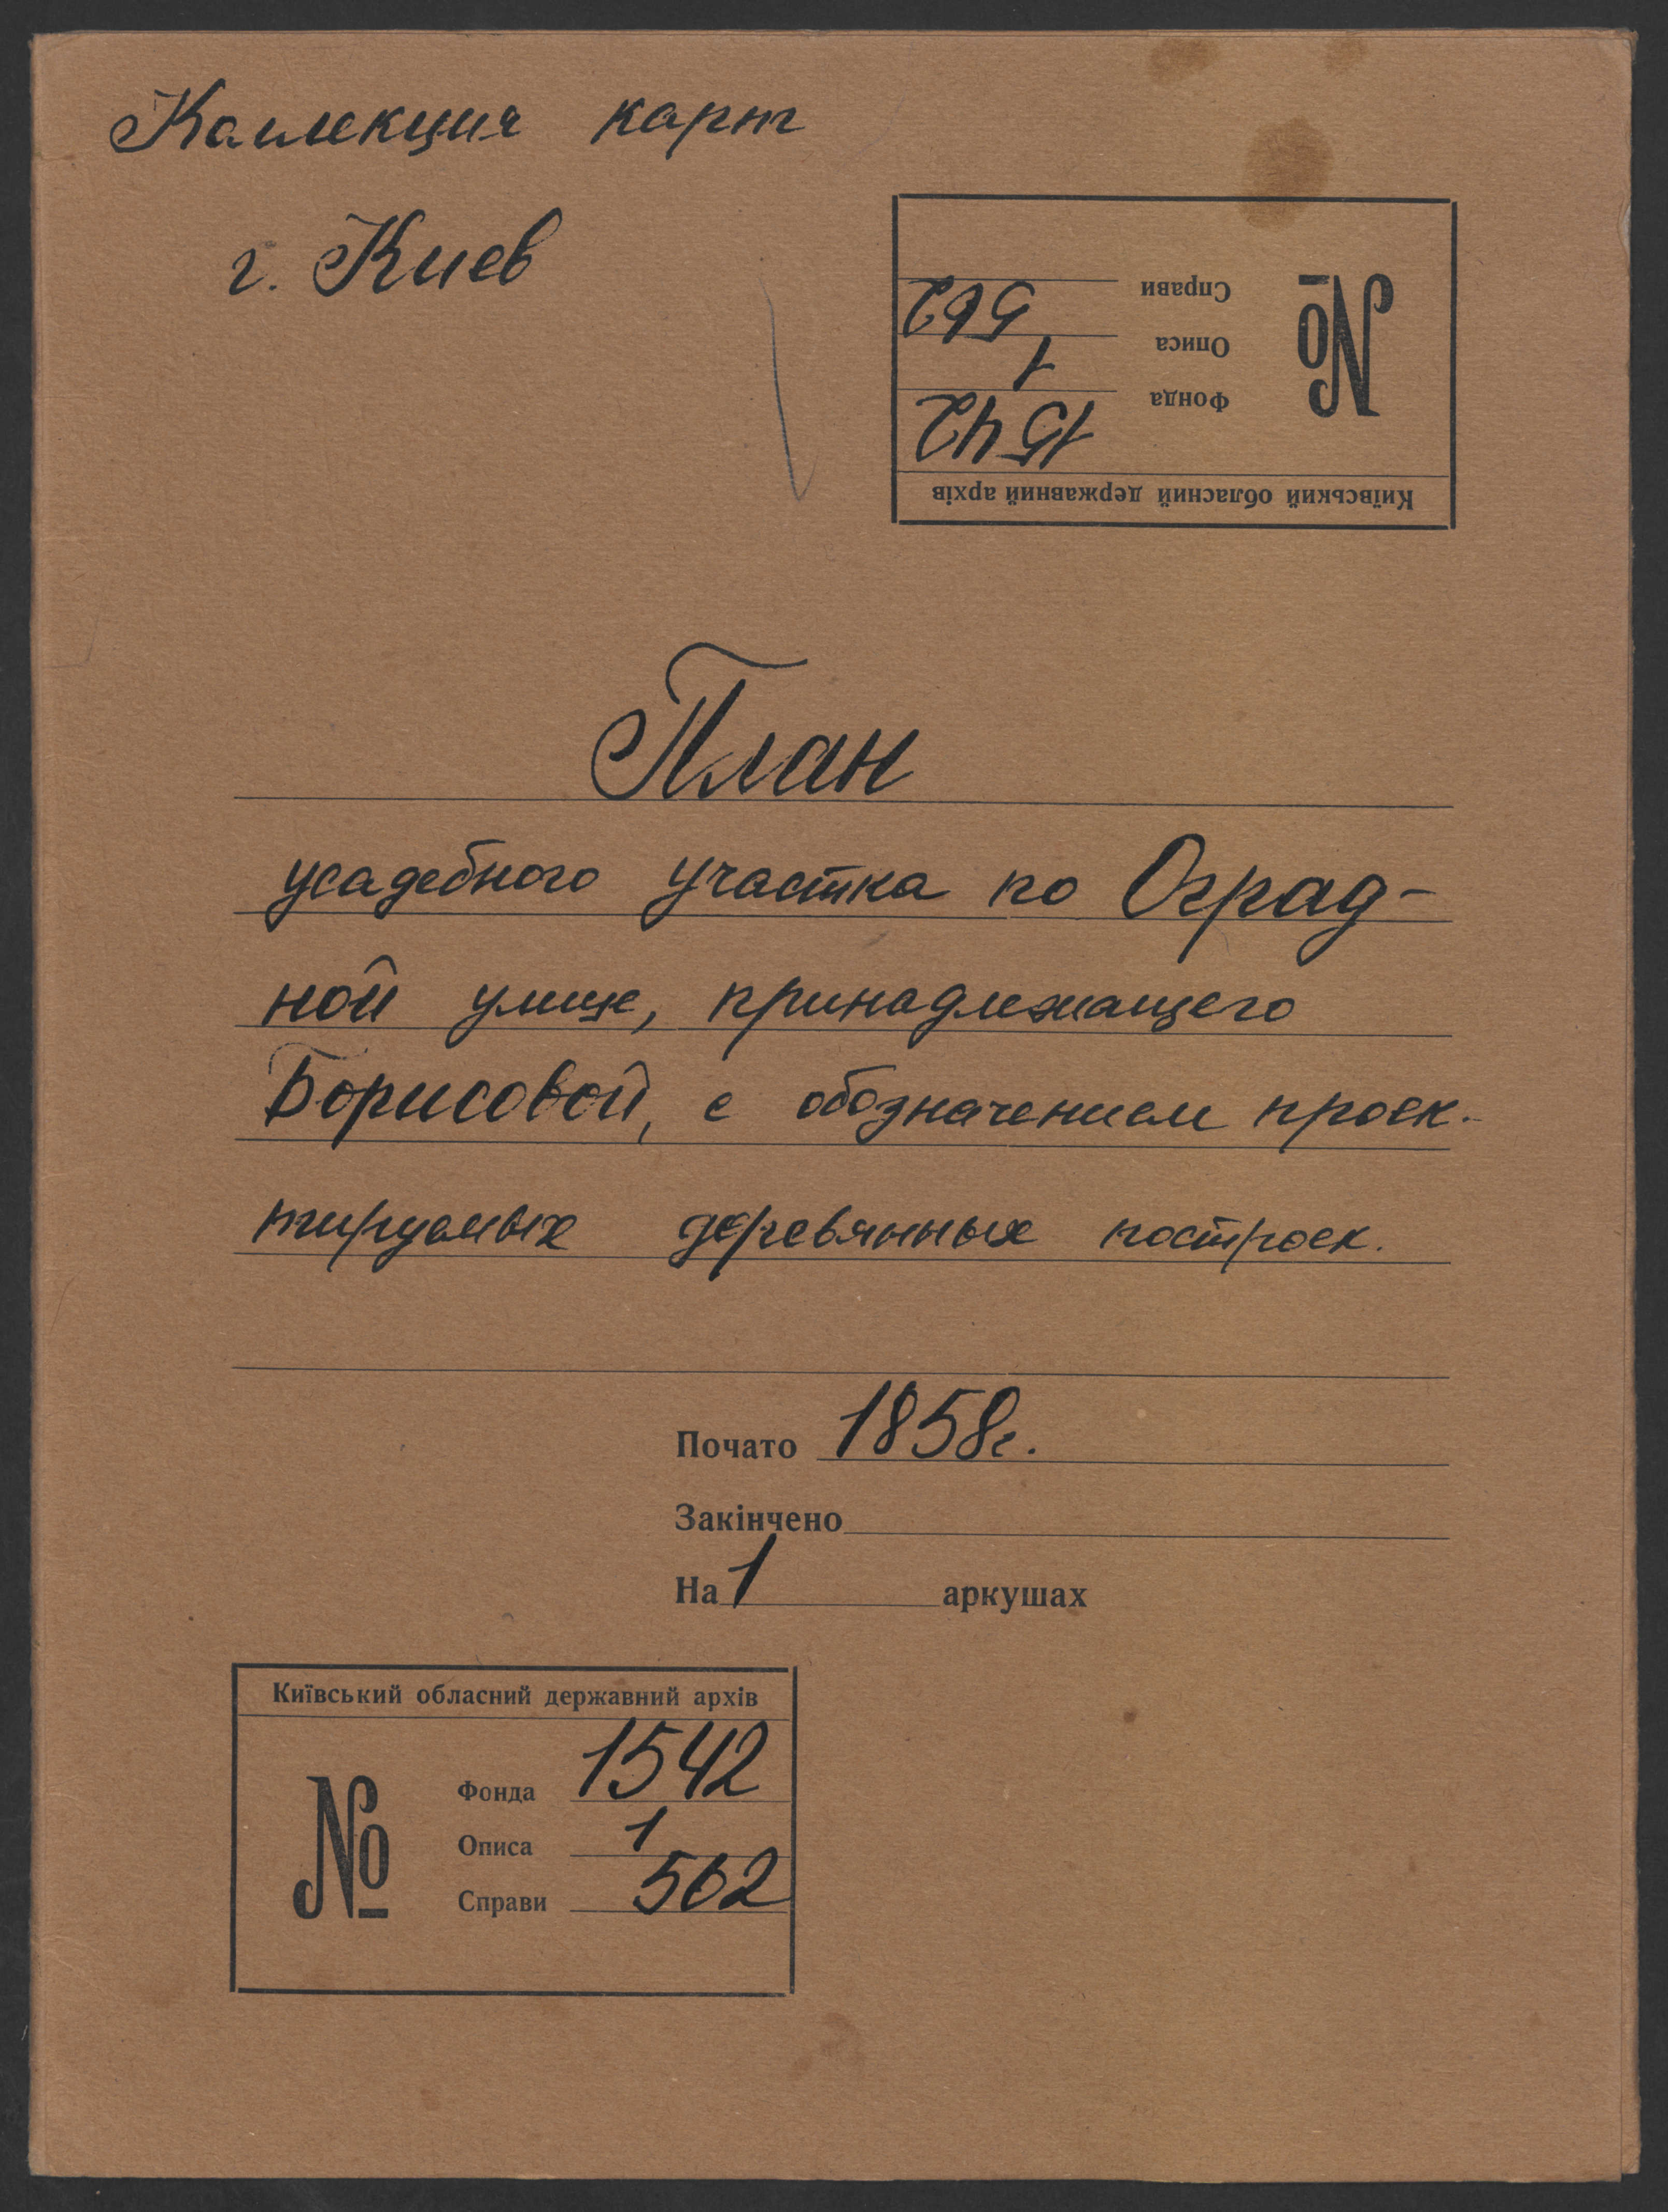 Коллекция карт
г. Киев
Київський обласний державний архів
№
Фонда 1542
Описа 1
Справи 562
План
усадебного участка по Оград-
ной улице, принадлежащего
Борисовой, с обозначением проек-
тируемых деревянных построек.
Почато 1858г.
Закінчено
На 1 аркушах
Київський обласний державний архів
№
Фонда 1542
Описа 1
Справи 562